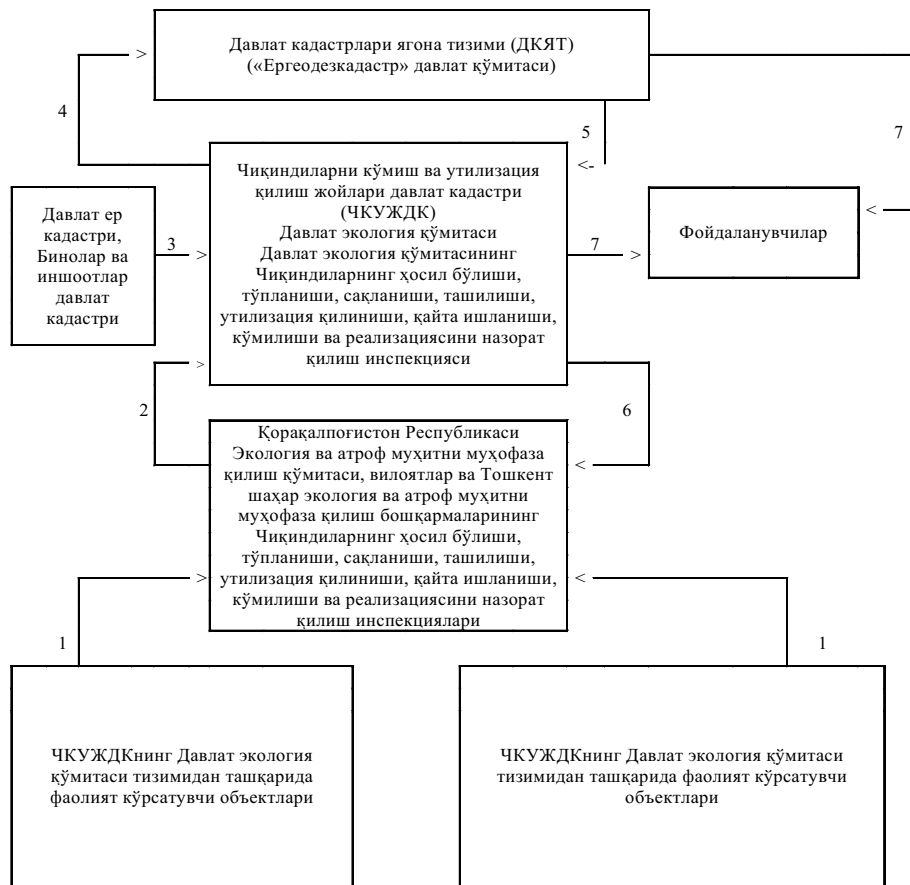 Давлат кадастрлари ягона тизими (ДКЯТ)
(«Ергеодезкадастр» давлат қўмитаси)
>
4
5
7
<-
Чиқиндиларни кўмиш ва утилизация
қилиш жойлари давлат кадастри
(ЧКУЖДК)
Давлат экология қўмитаси
Давлат экология қўмитасининг
Чиқиндиларнинг ҳосил бўлиши,
тўпланиши, сақланиши, ташилиши,
утилизация қилиниши, қайта ишланиши,
кўмилиши ва реализациясини назорат
қилиш инспекцияси
Давлат ер
кадастри,
Бинолар ва
иншоотлар
давлат
кадастри
3
>
7
>
Фойдаланувчилар
<
>
2
6
<
Қорақалпоғистон Республикаси
Экология ва атроф муҳитни муҳофаза
қилиш қўмитаси, вилоятлар ва Тошкент
шаҳар экология ва атроф муҳитни
муҳофаза қилиш бошқармаларининг
Чиқиндиларнинг ҳосил бўлиши,
тўпланиши, сақланиши, ташилиши,
утилизация қилиниши, қайта ишланиши,
кўмилиши ва реализациясини назорат
қилиш инспекциялари
>
<
1
1
ЧКУЖДКнинг Давлат экология
қўмитаси тизимидан ташқарида
фаолият кўрсатувчи объектлари
ЧКУЖДКнинг Давлат экология қўмитаси
тизимидан ташқарида фаолият кўрсатувчи
объектлари